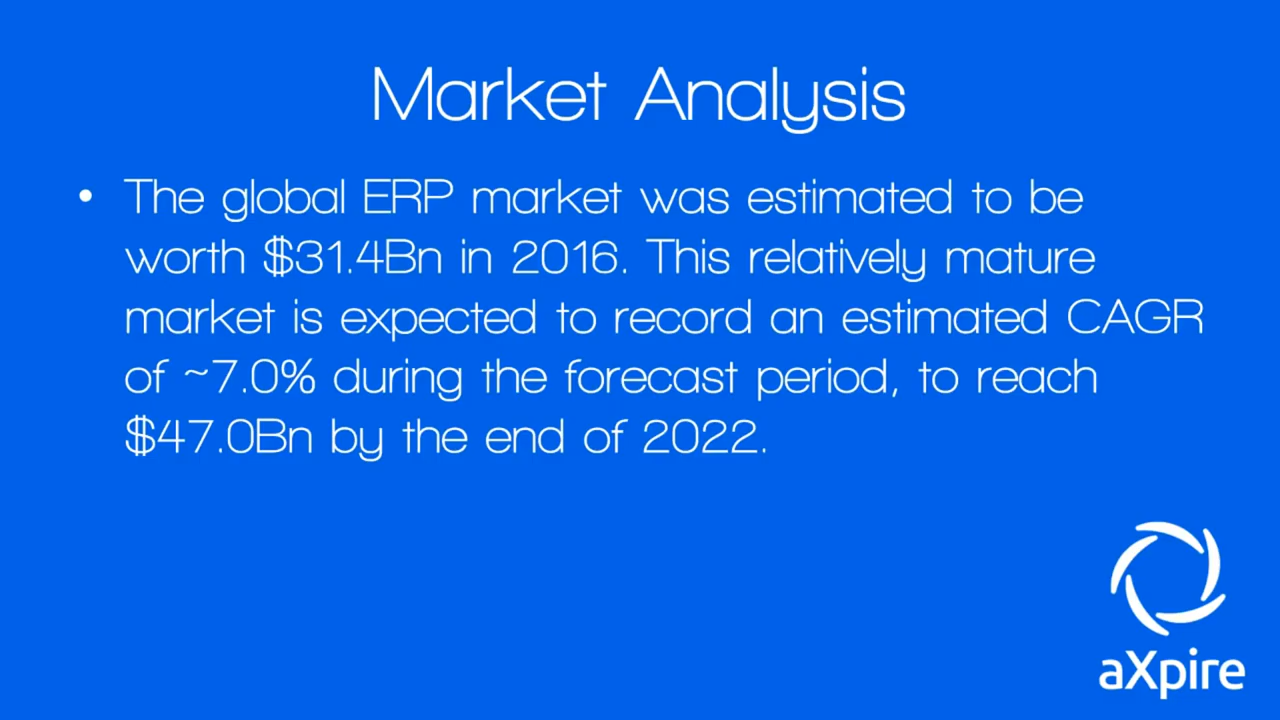 Market Analysis
• The global ERP market was estimated to be
worth $31.4Bn in 2016. This relatively mature
market is expected to record an estimated CAGR
of ~7.0% during the forecast period, to reach
$47.0Bn by the end of 2022.
aXpire